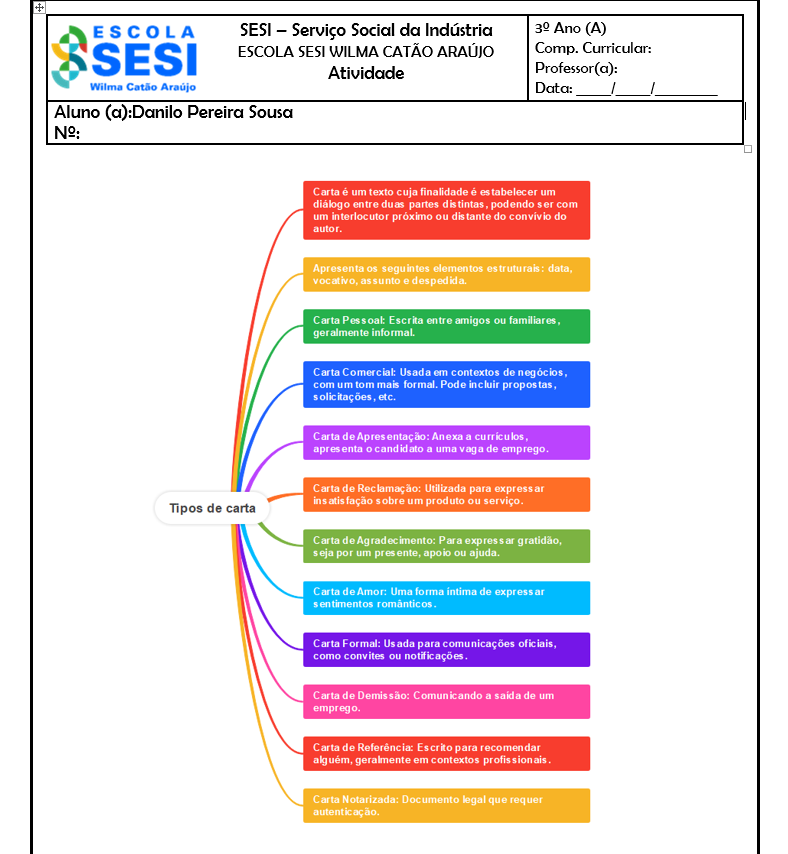 ESCOLA
SESI
Wilma Catão Araújo
SESI – Serviço Social da Indústria
ESCOLA SESI WILMA CATÃO ARAÚJO
Atividade
3º Ano (A)
Comp. Curricular:
Professor(a):
Data: ____/____/_______
Aluno (a):Danilo Pereira Sousa
Nº:
Tipos de carta
Carta é um texto cuja finalidade é estabelecer um
diálogo entre duas partes distintas, podendo ser com
um interlocutor próximo ou distante do convívio do
autor.
Apresenta os seguintes elementos estruturais: data,
vocativo, assunto e despedida.
Carta Pessoal: Escrita entre amigos ou familiares,
geralmente informal.
Carta Comercial: Usada em contextos de negócios,
com um tom mais formal. Pode incluir propostas,
solicitações, etc.
Carta de Apresentação: Anexa a currículos,
apresenta o candidato a uma vaga de emprego.
Carta de Reclamação: Utilizada para expressar
insatisfação sobre um produto ou serviço.
Carta de Agradecimento: Para expressar gratidão,
seja por um presente, apoio ou ajuda.
Carta de Amor: Uma forma íntima de expressar
sentimentos românticos.
Carta Formal: Usada para comunicações oficiais,
como convites ou notificações.
Carta de Demissão: Comunicando a saída de um
emprego.
Carta de Referência: Escrito para recomendar
alguém, geralmente em contextos profissionais.
Carta Notarizada: Documento legal que requer
autenticação.